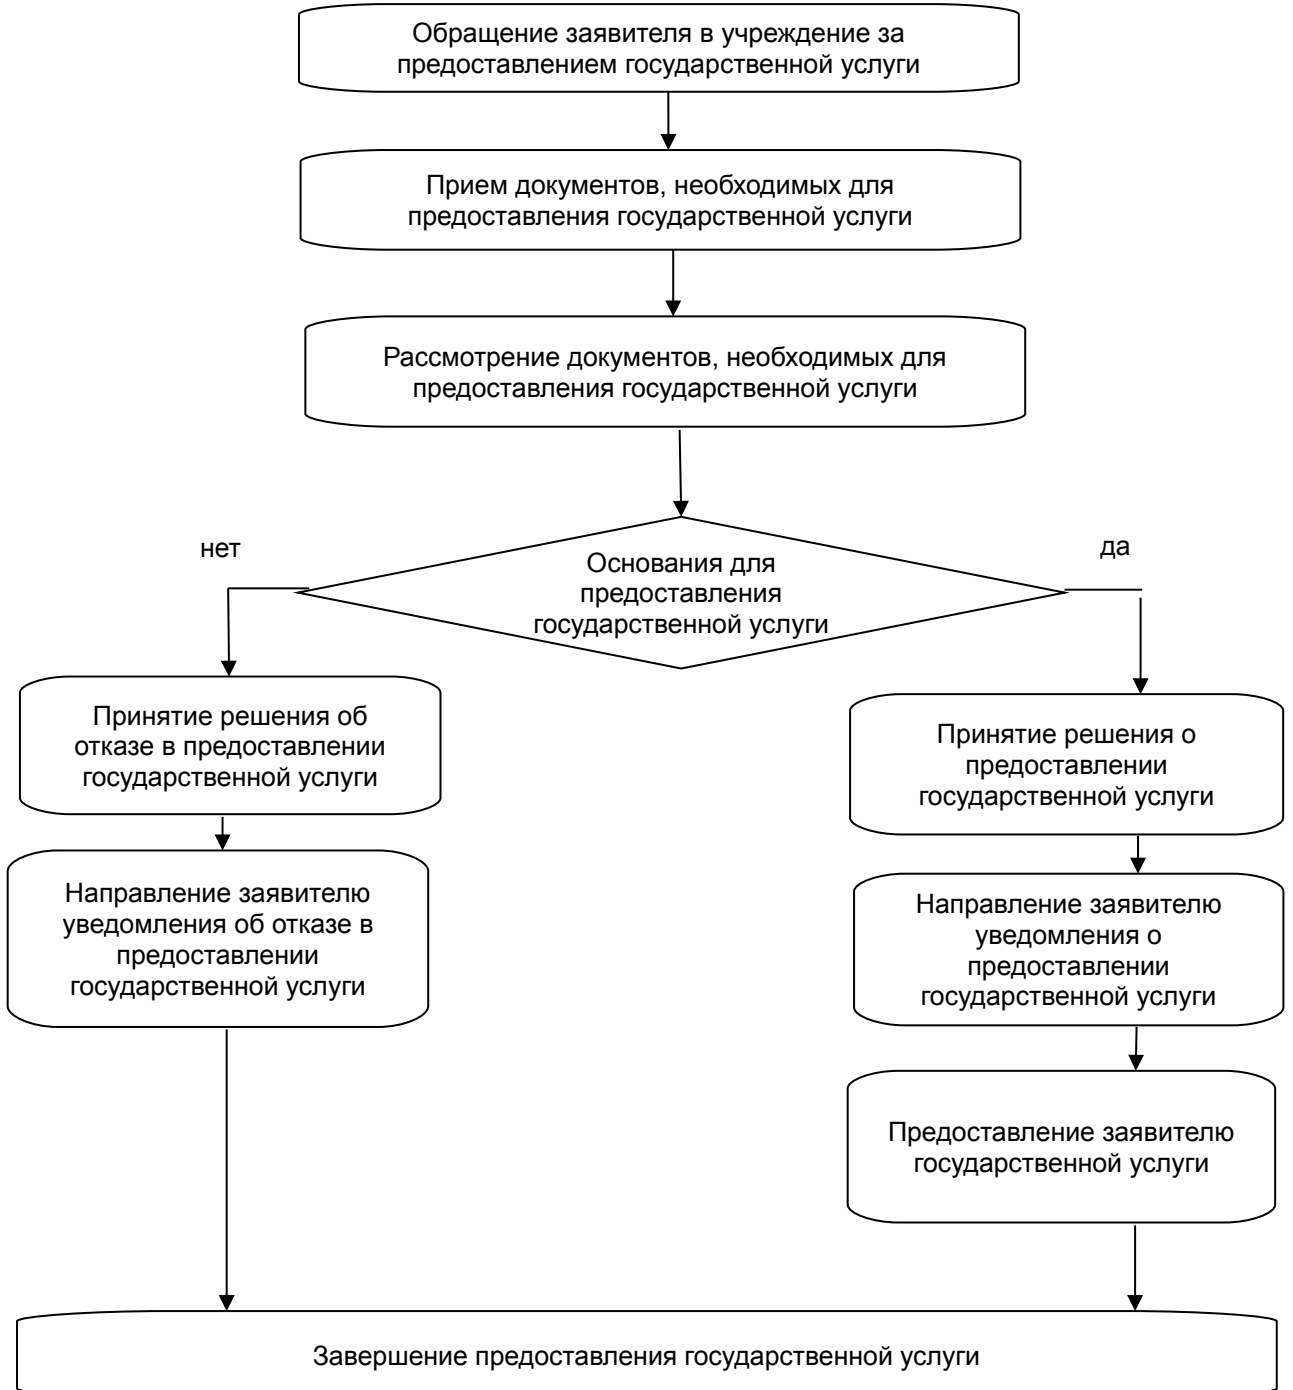 Обращение заявителя в учреждение за
предоставлением государственной услуги
Прием документов, необходимых для
предоставления государственной услуги
Рассмотрение документов, необходимых для
предоставления государственной услуги
нет
да
Основания для
предоставления
государственной услуги
Принятие решения об
отказе в предоставлении
государственной услуги
Направление заявителю
уведомления об отказе в
предоставлении
государственной услуги
Принятие решения о
предоставлении
государственной услуги
Направление заявителю
уведомления о
предоставлении
государственной услуги
Предоставление заявителю
государственной услуги
Завершение предоставления государственной услуги